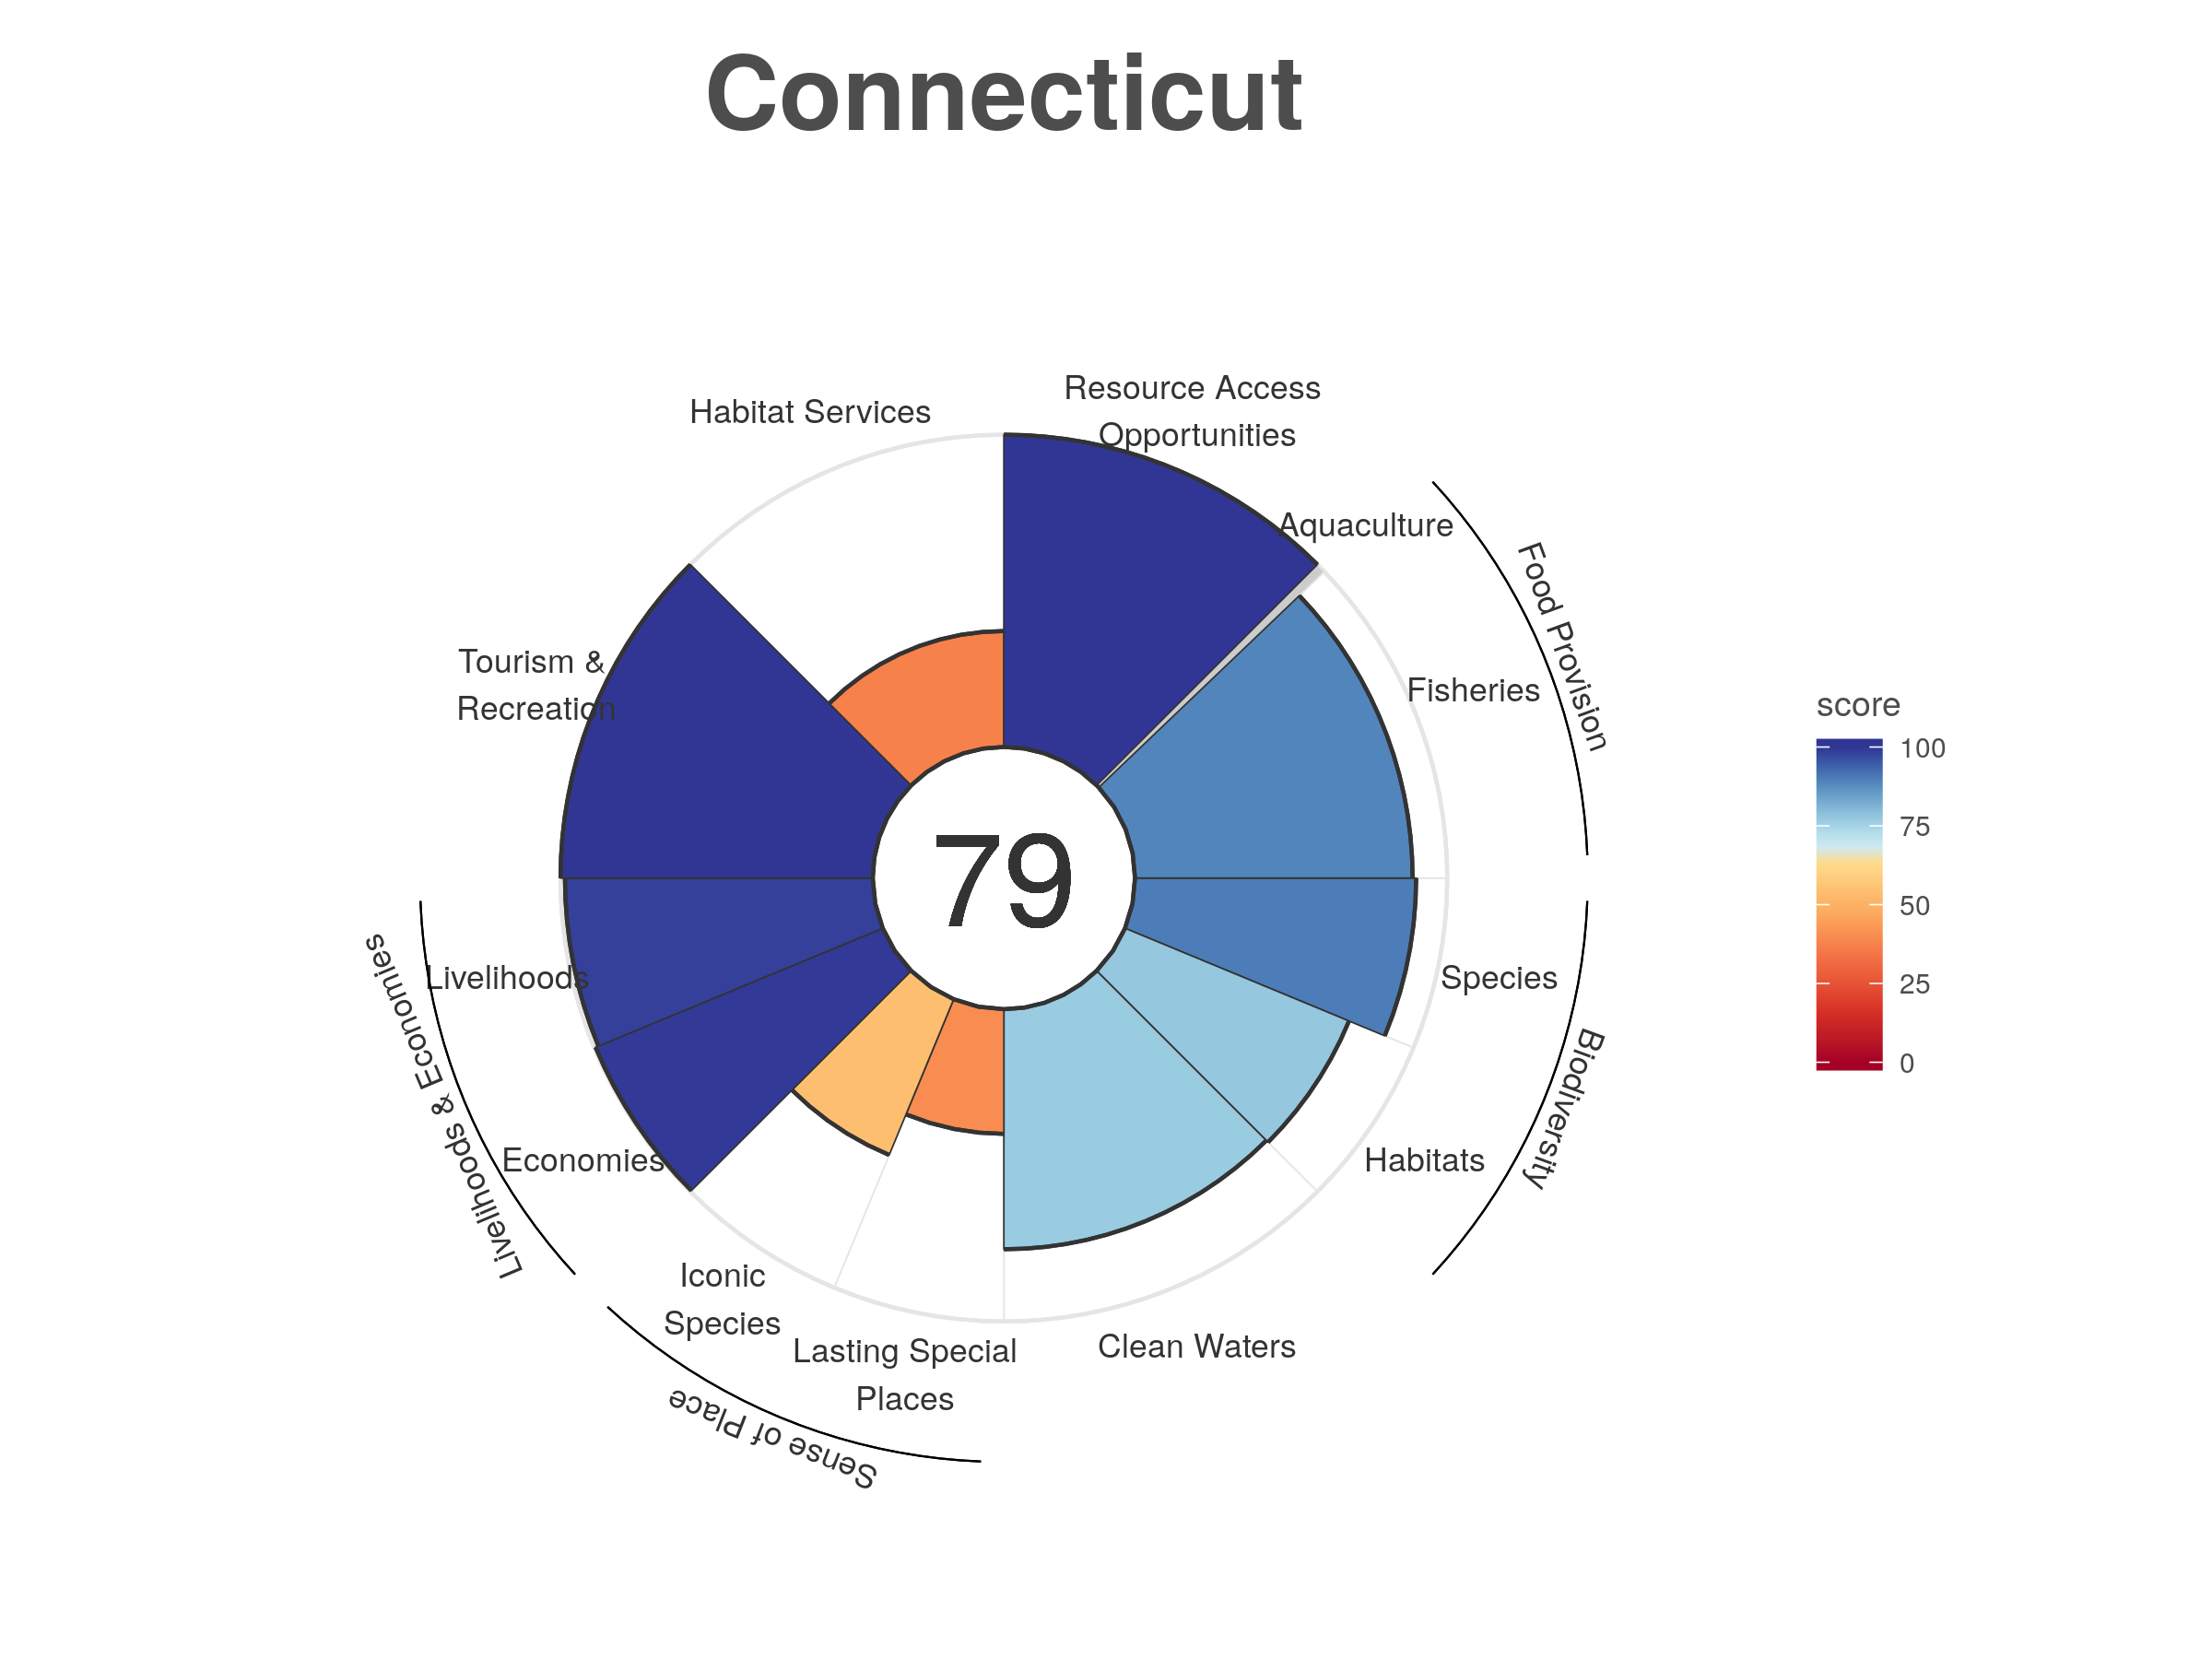 Connecticut
Resource Access
Opportunities
Habitat Services
Aquaculture
Food Provision
Fisheries
Tourism &
Recreation
score
100
75
50
25
0
79
Species
Biodiversity
Livelihoods
Livelihoods & Economies
Habitats
Economies
Iconic
Species
Lasting Special
Places
Clean Waters
Sense of Place